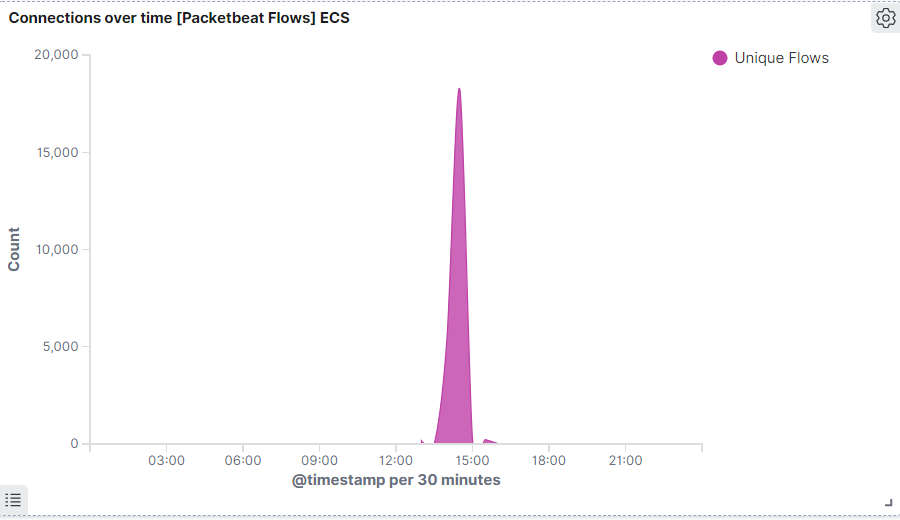 Connections over time [Packetbeat Flows] ECS
Unique Flows
20,000
15,000
10,000
5,000
0
Count
03:00 06:00 09:00 12:00 15:00 18:00 21:00
@timestamp per 30 minutes